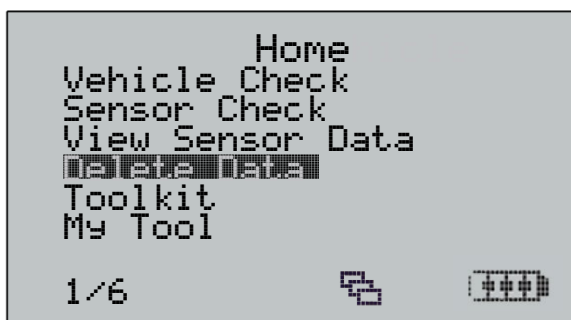 Home
Vehicle Check
Sensor Check
View Sensor Data
Delete Data
Toolkit
My Tool
1/6